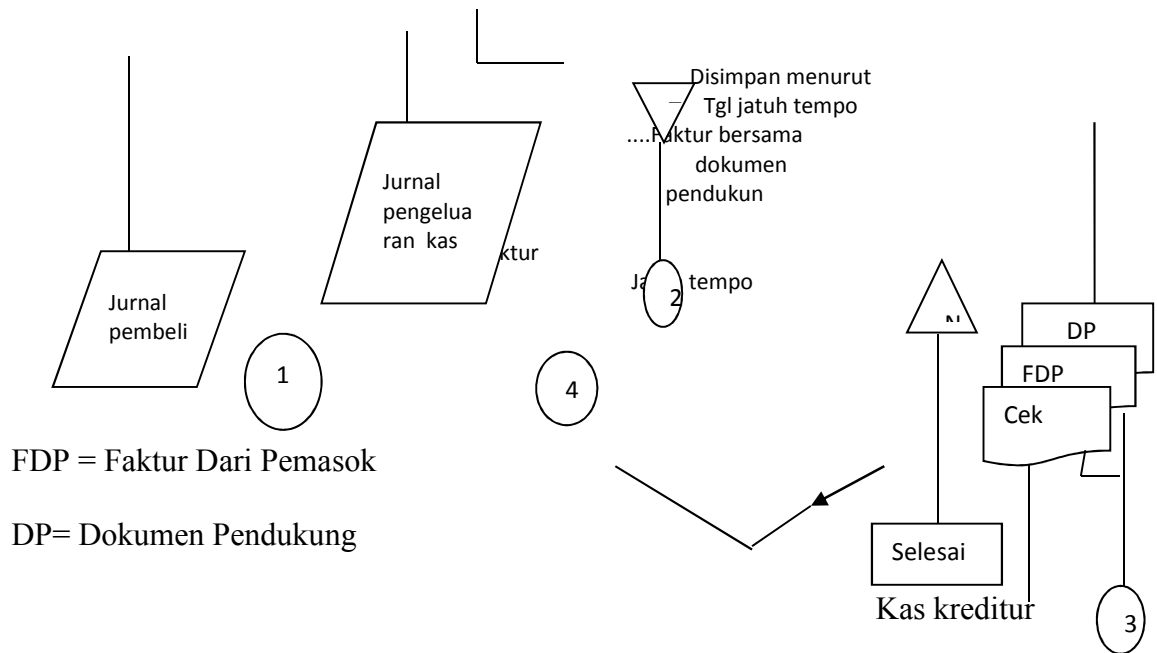 Disimpan menurut
Tgl jatuh tempo
....Faktur bersama
dokumen
pendukun
Jurnal
pengelua
ran kas
ktur
tempo
2
Jurnal
pembeli
1
4
N
DP
FDP
Cek
FDP = Faktur Dari Pemasok
DP= Dokumen Pendukung
Selesai
Kas kreditur
3